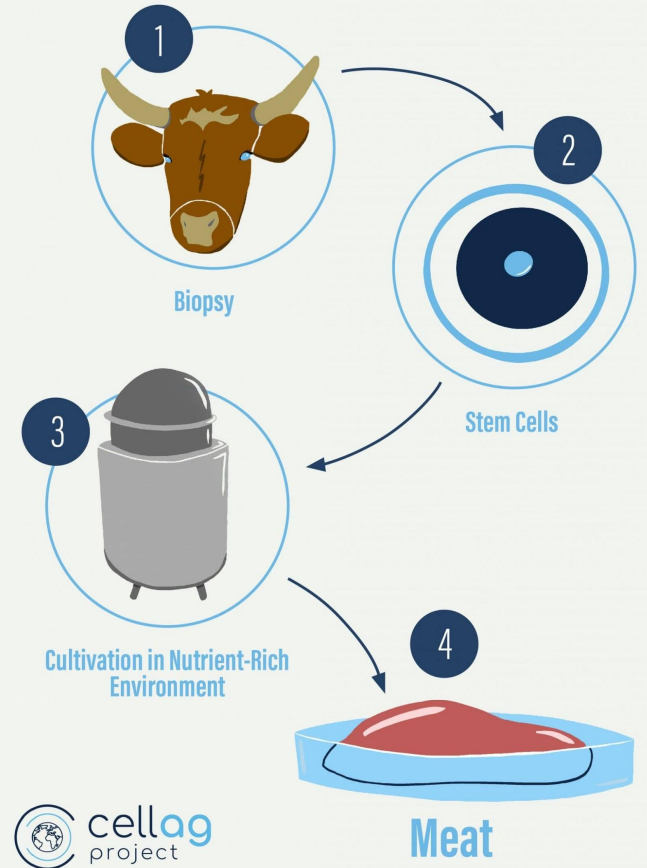 1
Biopsy
2
Stem Cells
3
Cultivation in Nutrient-Rich
Environment
4
Meat
cellag
project